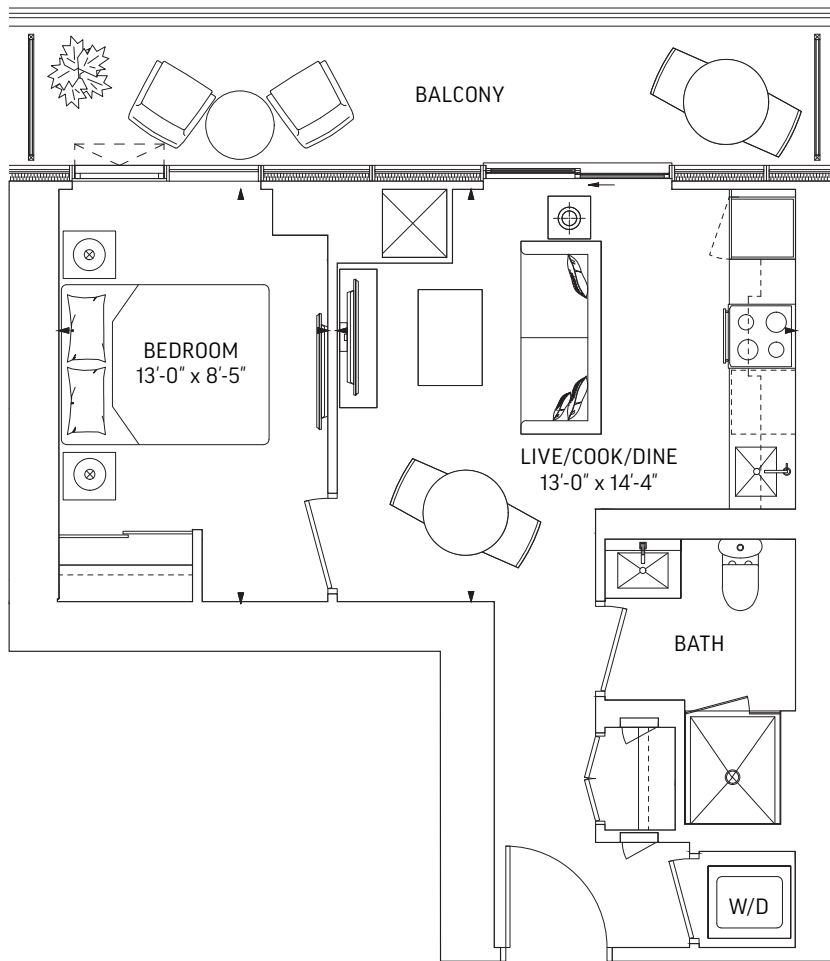 BALCONY
BEDROOM
13'-0" x 8'-5"
LIVE/COOK/DINE
13'-0" x 14'-4"
BATH
W/D